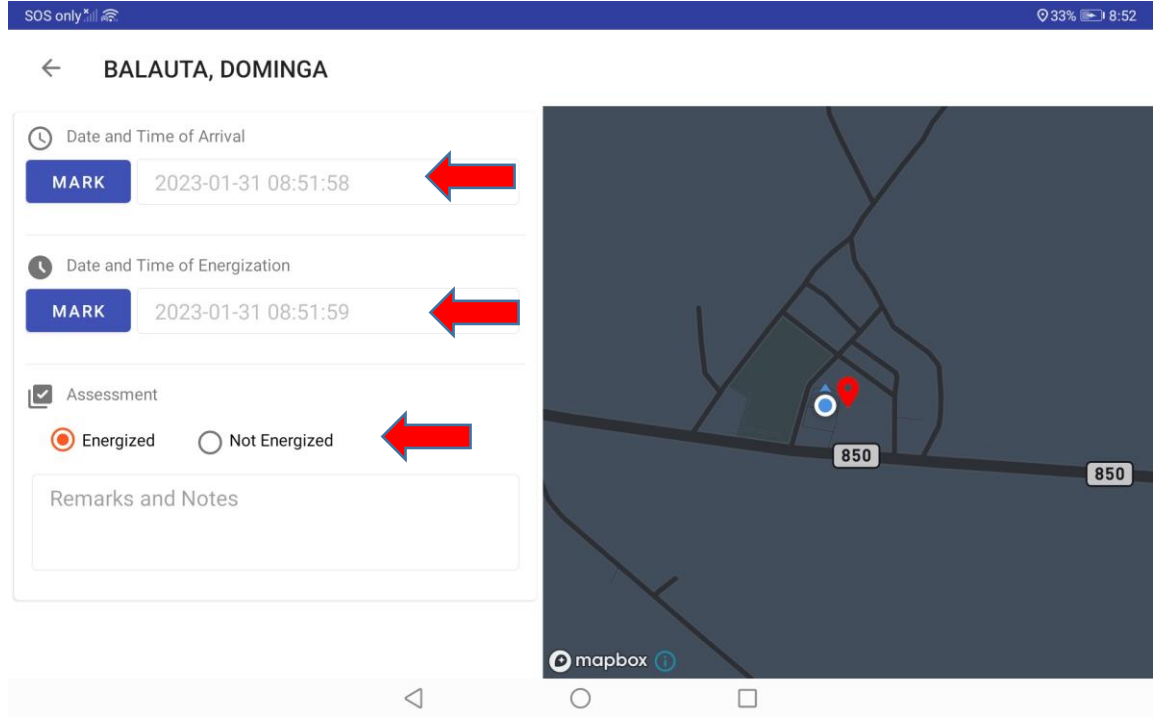 SOS only
33% 8:52
BALAUTA, DOMINGA
Date and Time of Arrival
MARK 2023-01-31 08:51:58
Date and Time of Energization
MARK 2023-01-31 08:51:59
Assessment
Energized Not Energized
Remarks and Notes
850
850
mapbox